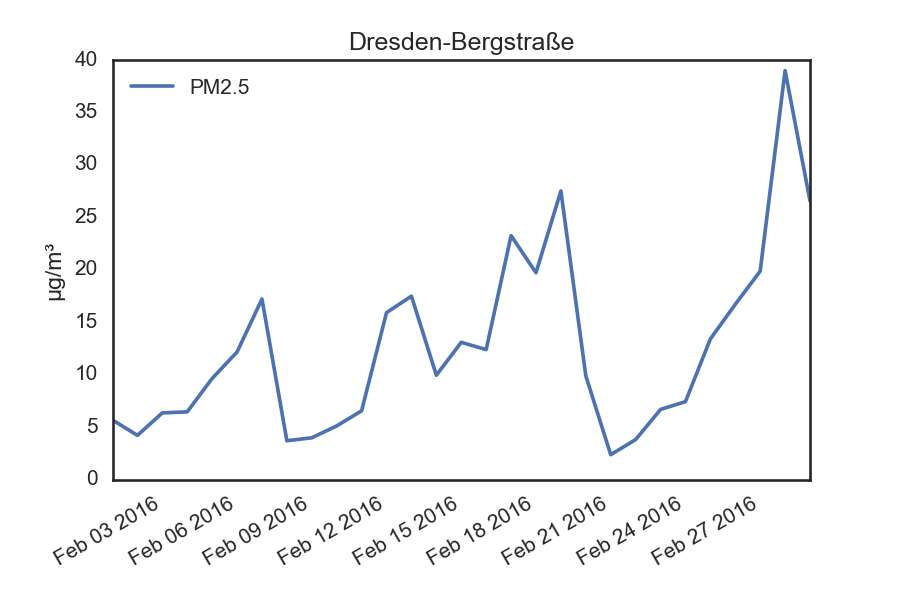 Dresden-Bergstraße
PM2.5
µg/m³
40
35
30
25
20
15
10
5
0
Feb 03 2016
Feb 06 2016
Feb 09 2016
Feb 12 2016
Feb 15 2016
Feb 18 2016
Feb 21 2016
Feb 24 2016
Feb 27 2016